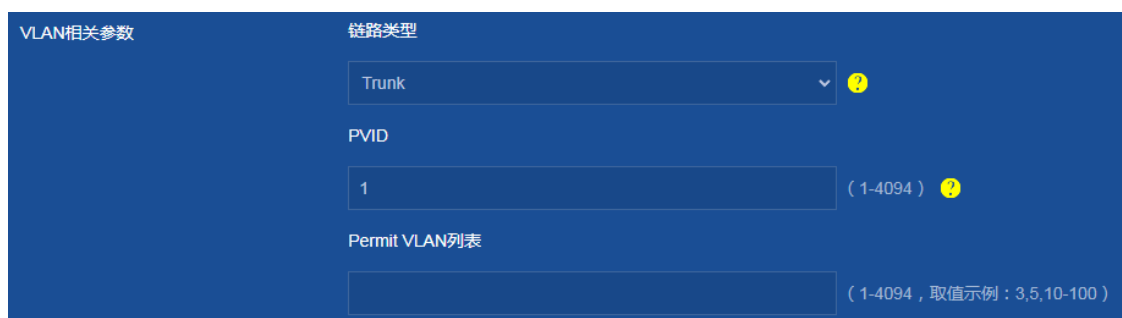 VLAN相关参数
链路类型
Trunk
?
PVID
1
（1-4094）
?
Permit VLAN列表
（1-4094，取值示例：3,5,10-100）